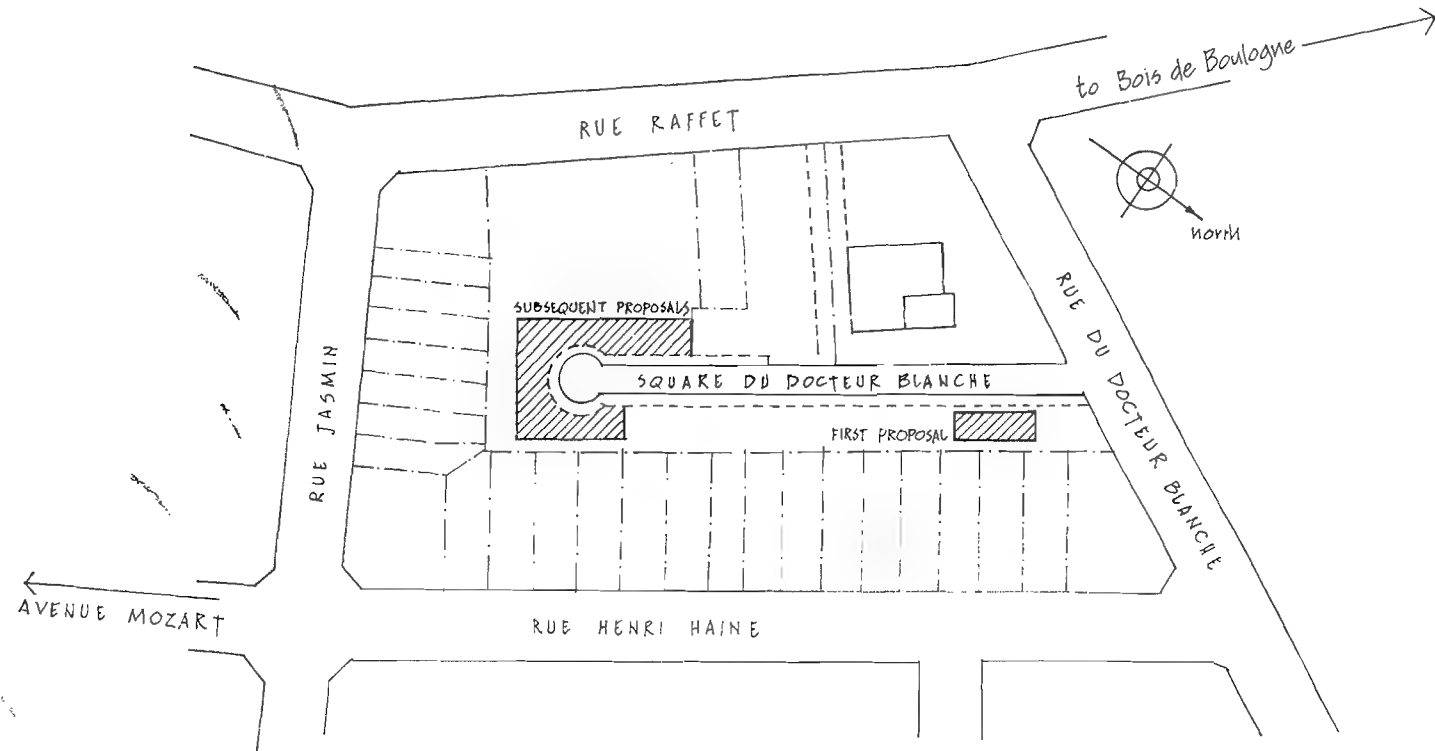 to Bois de Boulogne
RUE RAFFET
north
RUE DU DOCTEUR BLANCHE
SUBSEQUENT PROPOSALS
SQUARE DU DOCTEUR BLANCHE
FIRST PROPOSAL
RUE JASMIN
AVENUE MOZART
RUE HENRI HAINE